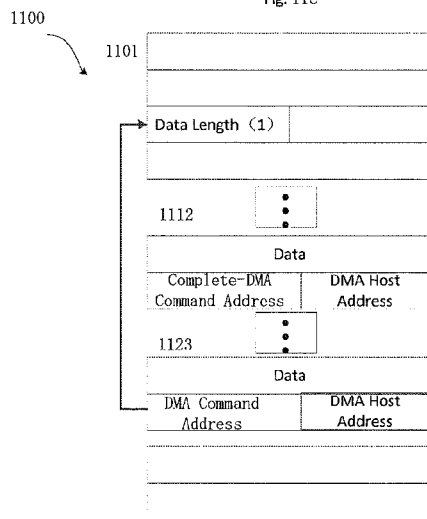 Fig. 11C
1100
1101
Data Length (1)
1112
Data
Complete-DMA
Command Address
DMA Host
Address
1123
Data
DMA Command
Address
DMA Host
Address